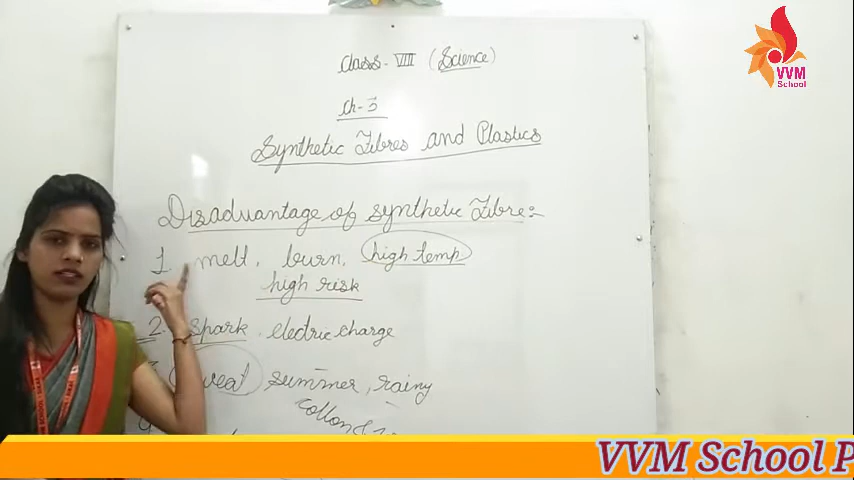 VVM
School
Class - VIII (Science)
Ch - 3
Synthetic Fibres and Plastics
Disadvantage of synthetic Fibre :-
1. melt, burn, high temp
high risk
2. spark. electric charge
sweat summer, rainy
cotton
VVM School P